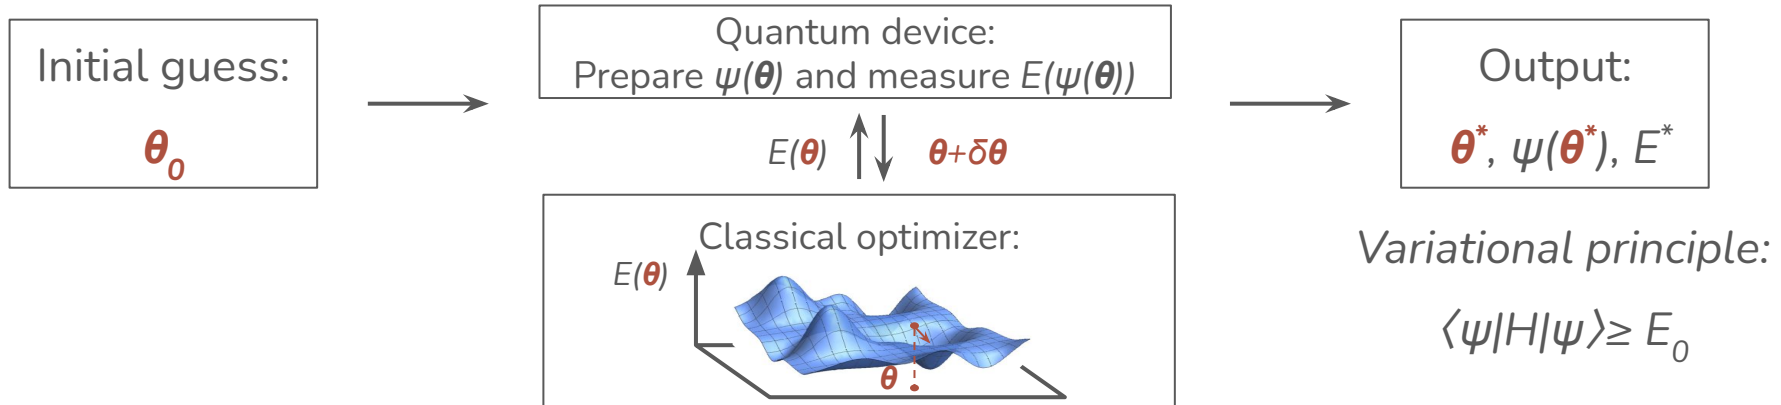 Initial guess:
θ₀
Quantum device:
Prepare ψ(θ) and measure E(ψ(θ))
E(θ)
θ+δθ
Classical optimizer:
E(θ)
θ
Output:
θ*, ψ(θ*), E*
Variational principle:
⟨ψ|H|ψ⟩≥ E₀